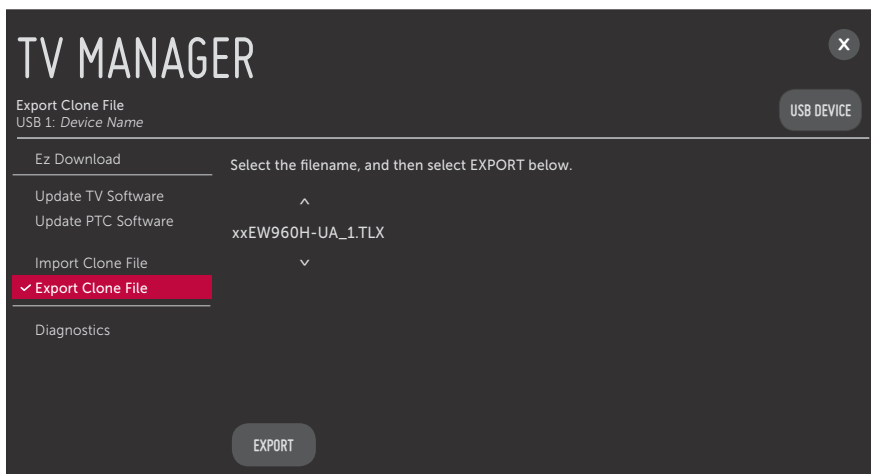 TV MANAGER
X
Export Clone File
USB 1: Device Name
USB DEVICE
Ez Download
Select the filename, and then select EXPORT below.
Update TV Software
Update PTC Software
xxEW960H-UA_1.TLX
Import Clone File
Export Clone File
Diagnostics
EXPORT